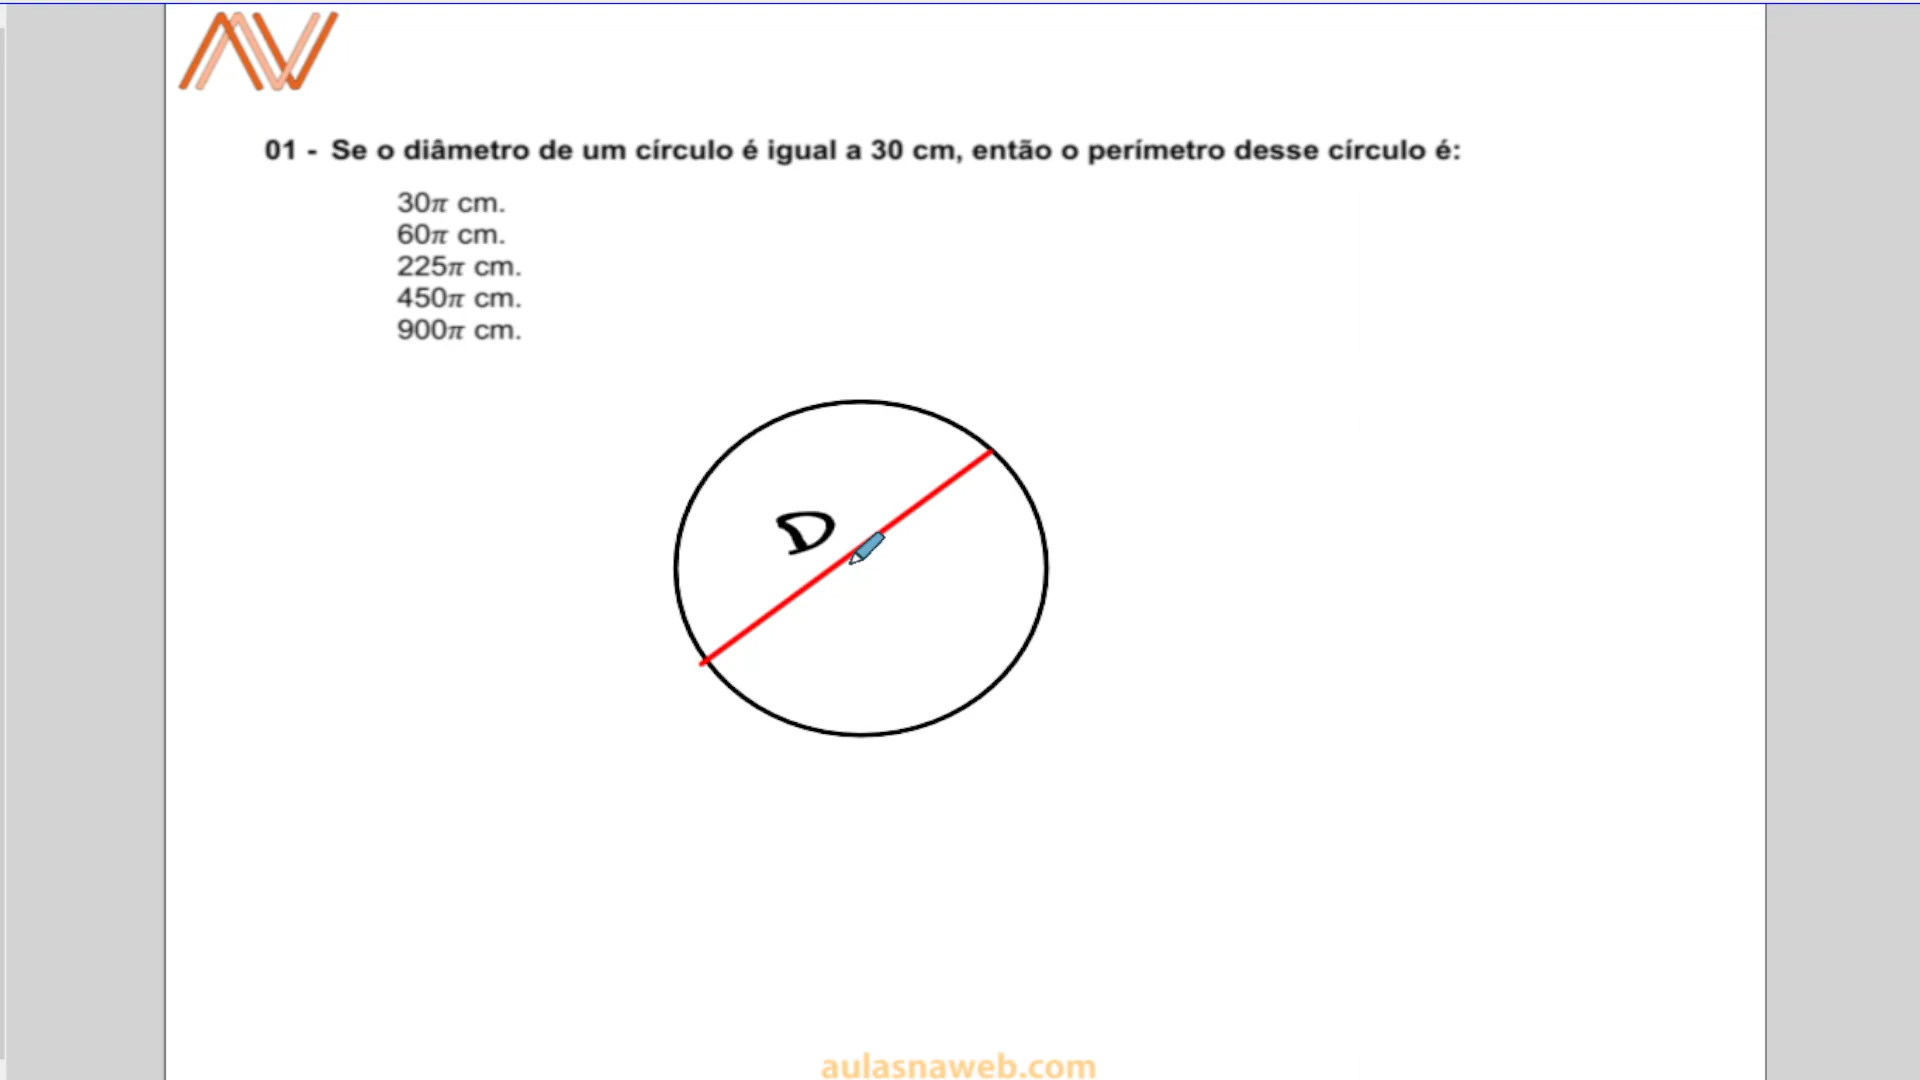 01 - Se o diâmetro de um círculo é igual a 30 cm, então o perímetro desse círculo é:
30π cm.
60π cm.
225π cm.
450π cm.
900π cm.
D
aulasnaweb.com